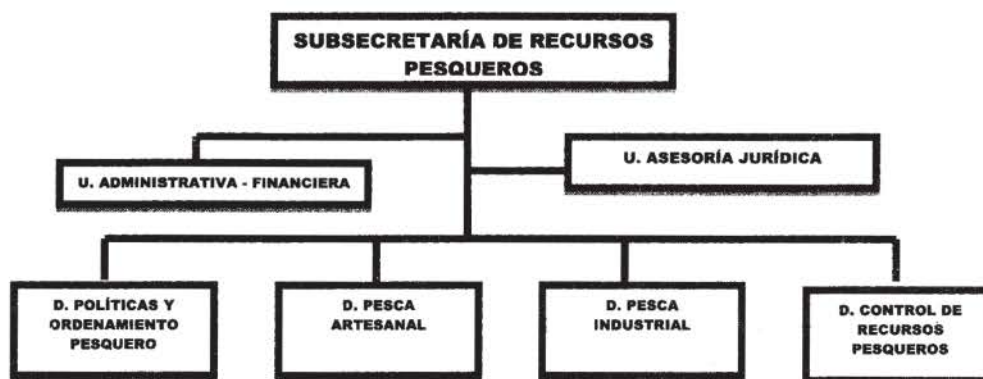 SUBSECRETARÍA DE RECURSOS
PESQUEROS
U. ASESORÍA JURÍDICA
U. ADMINISTRATIVA - FINANCIERA
D. POLÍTICAS Y
ORDENAMIENTO
PESQUERO
D. PESCA
ARTESANAL
D. PESCA
INDUSTRIAL
D. CONTROL DE
RECURSOS
PESQUEROS